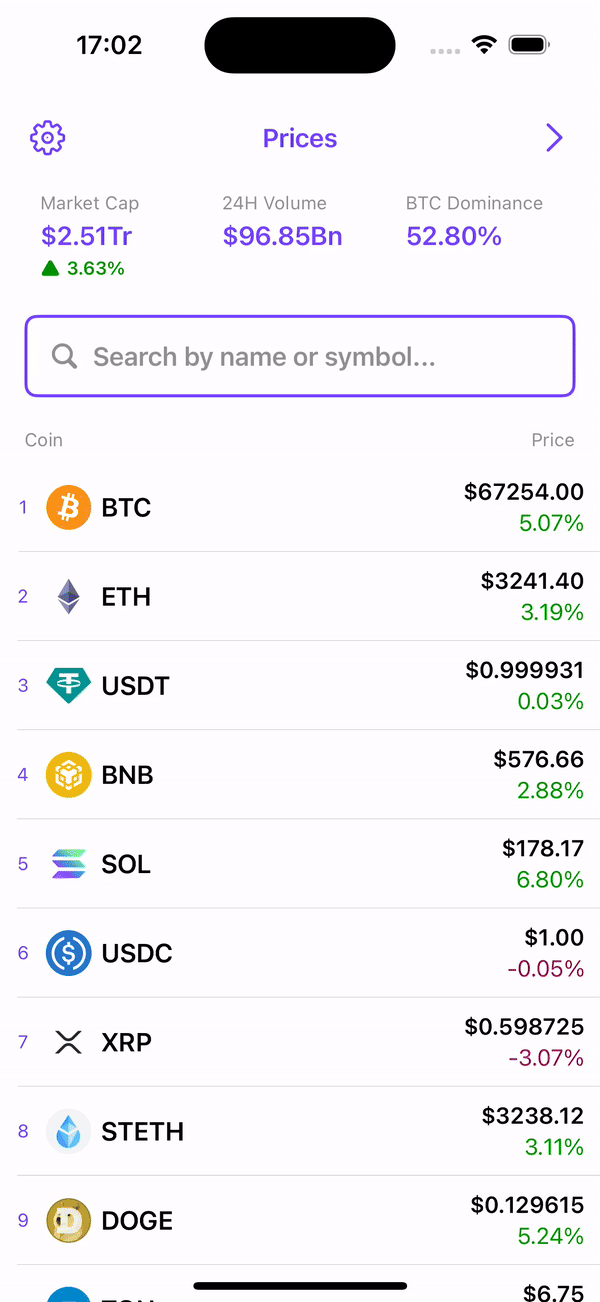 17:02
Prices
Market Cap 24H Volume BTC Dominance
$2.51Tr $96.85Bn 52.80%
3.63%
Search by name or symbol...
Coin Price
$67254.00
1 BTC
5.07%
$3241.40
2 ETH
3.19%
$0.999931
3 USDT
0.03%
$576.66
4 BNB
2.88%
$178.17
5 SOL
6.80%
$1.00
6 USDC
-0.05%
$0.598725
7 XRP
-3.07%
$3238.12
8 STETH
3.11%
$0.129615
9 DOGE
5.24%
$6.75